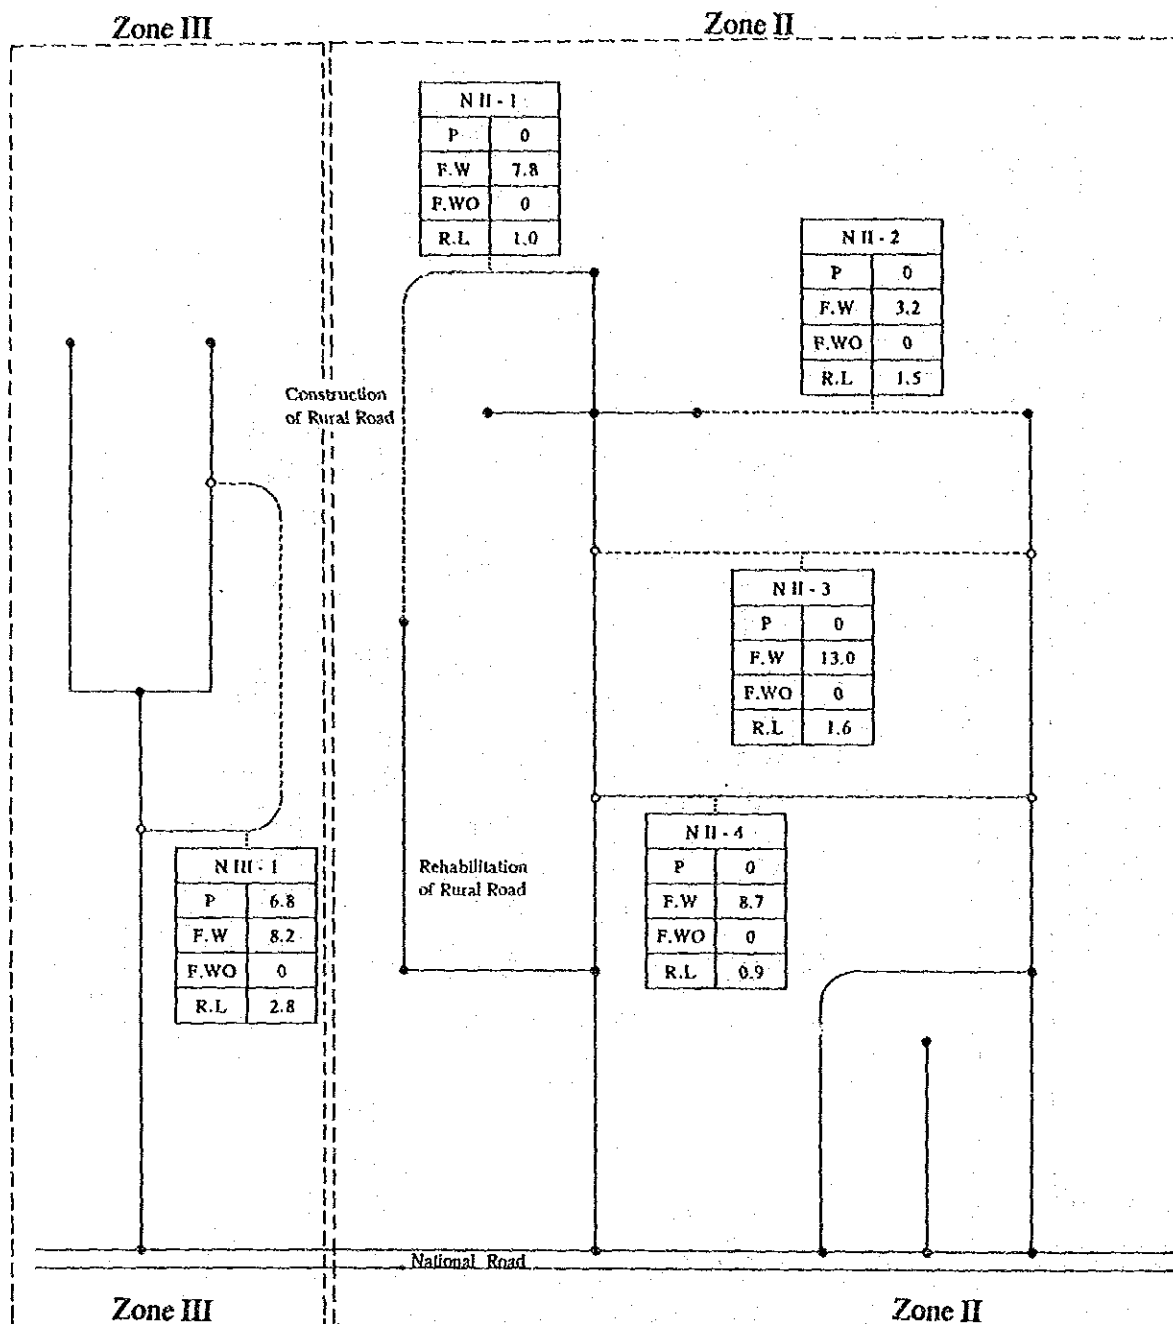 Zone III
Zone II
N II - 1
P 0
F.W 7.8
F.WO 0
R.L 1.0
N II - 2
P 0
F.W 3.2
F.WO 0
R.L 1.5
Construction
of Rural Road
N II - 3
P 0
F.W 13.0
F.WO 0
R.L 1.6
N II - 4
P 0
F.W 8.7
F.WO 0
R.L 0.9
Rehabilitation
of Rural Road
N III - 1
P 6.8
F.W 8.2
F.WO 0
R.L 2.8
National Road
Zone III
Zone II